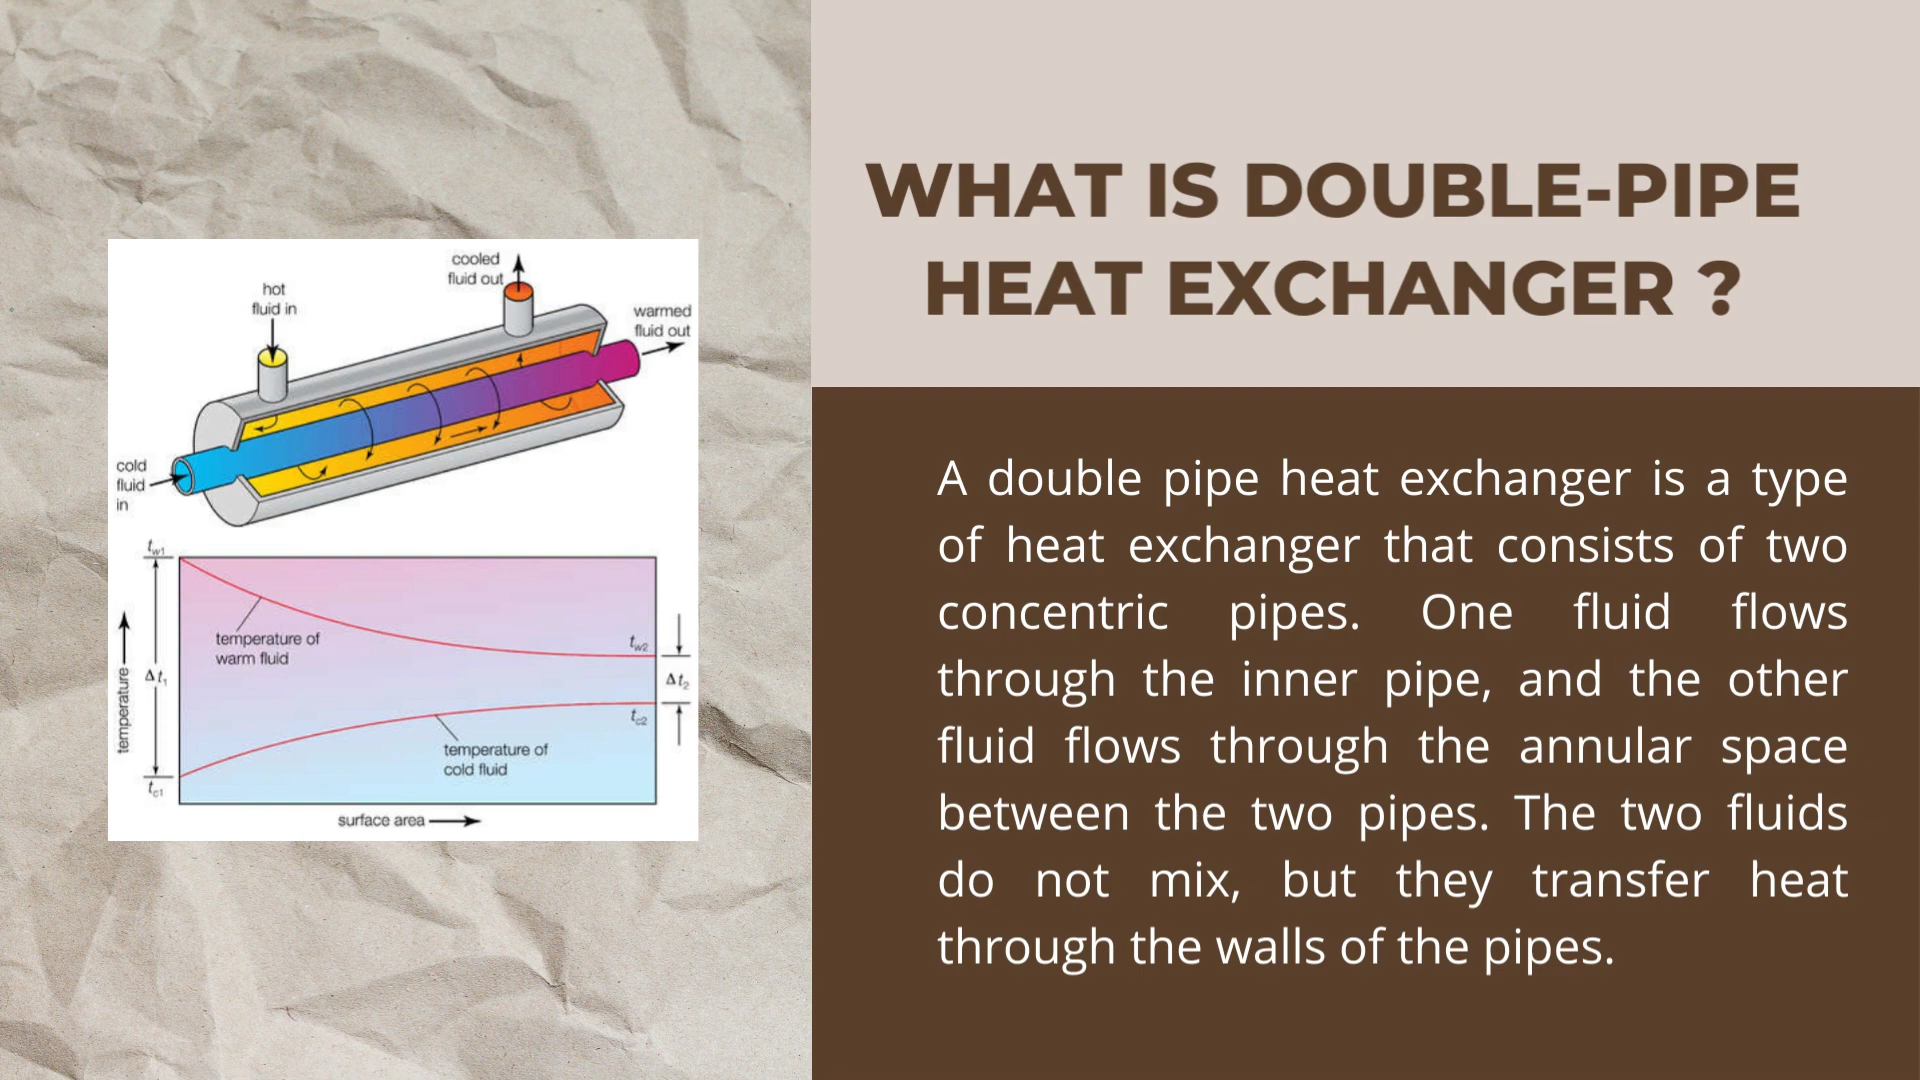 WHAT IS DOUBLE-PIPE
HEAT EXCHANGER ?
hot
fluid in
cooled
fluid out
warmed
fluid out
cold
fluid
in
tw1
temperature of
warm fluid
tw2
temperature
Δt1
Δt2
tc2
temperature of
cold fluid
tc1
surface area
A double pipe heat exchanger is a type
of heat exchanger that consists of two
concentric pipes. One fluid flows
through the inner pipe, and the other
fluid flows through the annular space
between the two pipes. The two fluids
do not mix, but they transfer heat
through the walls of the pipes.